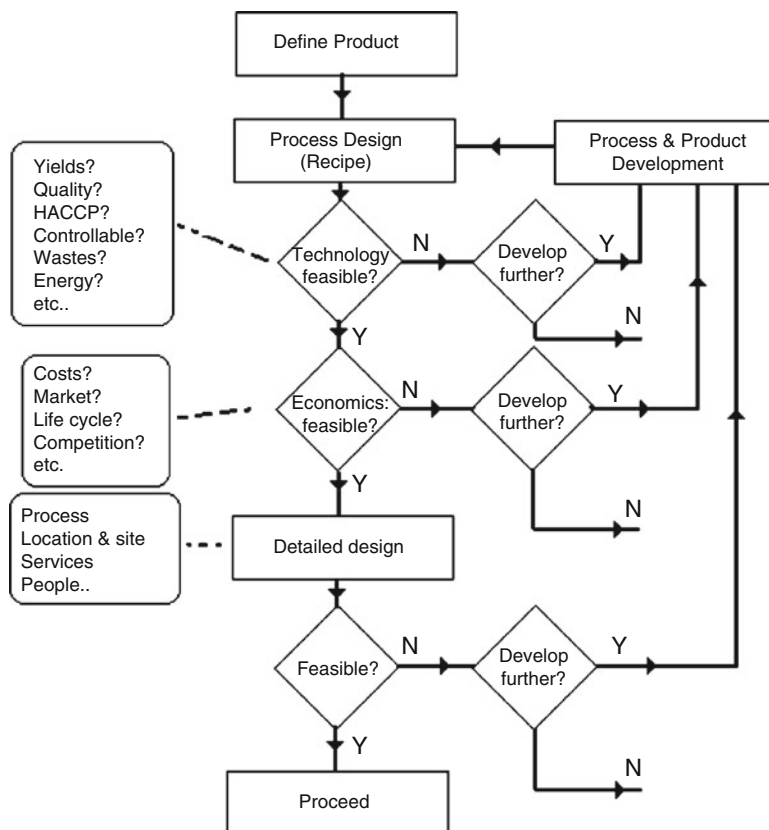 Define Product
Process Design
(Recipe)
Process & Product
Development
Yields?
Quality?
HACCP?
Controllable?
Wastes?
Energy?
etc..
Technology
feasible?
N
Develop
further?
Y
N
Y
Costs?
Market?
Life cycle?
Competition?
etc.
Economics:
feasible?
N
Develop
further?
Y
N
Y
Process
Location & site
Services
People..
Detailed design
Feasible?
N
Develop
further?
Y
N
Y
Proceed